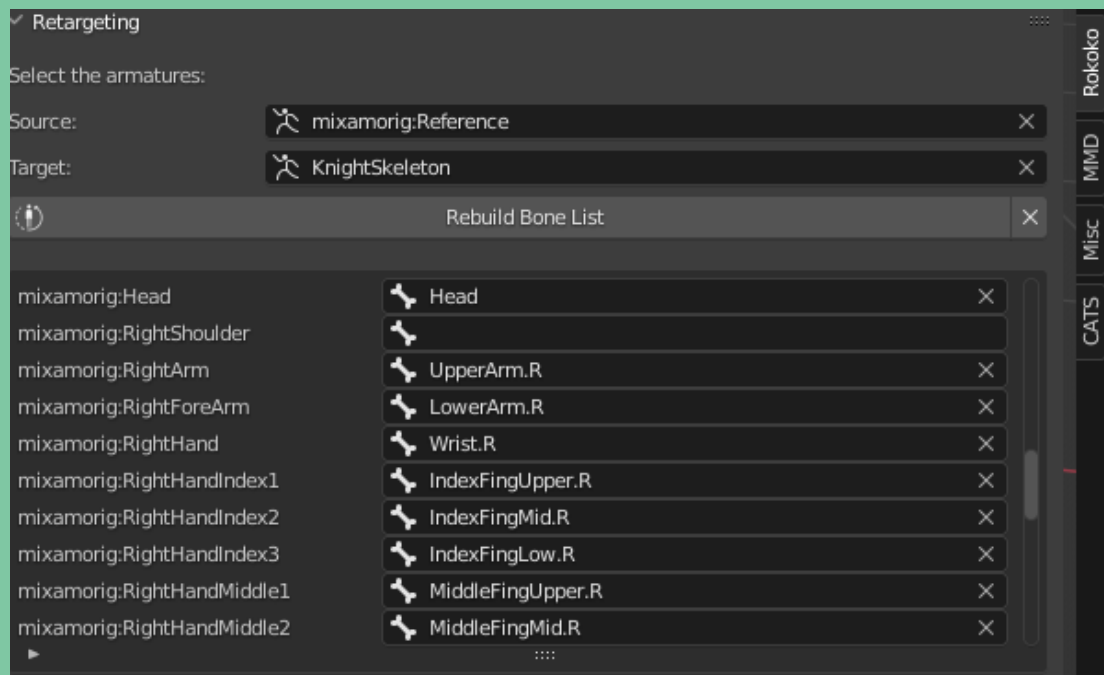 Retargeting
Select the armatures:
Source: mixamorig:Reference
Target: KnightSkeleton
Rebuild Bone List
mixamorig:Head Head
mixamorig:RightShoulder
mixamorig:RightArm UpperArm.R
mixamorig:RightForeArm LowerArm.R
mixamorig:RightHand Wrist.R
mixamorig:RightHandIndex1 IndexFingUpper.R
mixamorig:RightHandIndex2 IndexFingMid.R
mixamorig:RightHandIndex3 IndexFingLow.R
mixamorig:RightHandMiddle1 MiddleFingUpper.R
mixamorig:RightHandMiddle2 MiddleFingMid.R
Rokoko
MMD
Misc
CATS